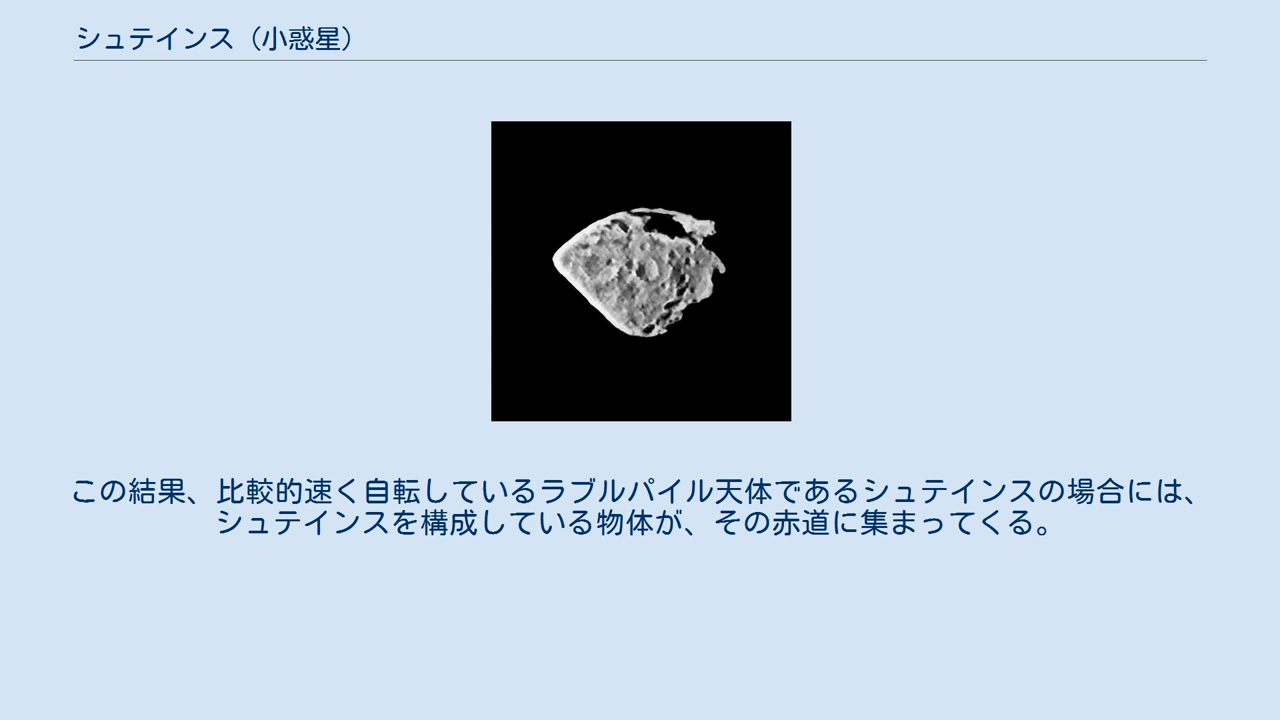 シュテインス（小惑星）
この結果、比較的速く自転しているラブルパイル天体であるシュテインスの場合には、
シュテインスを構成している物体が、その赤道に集まってくる。